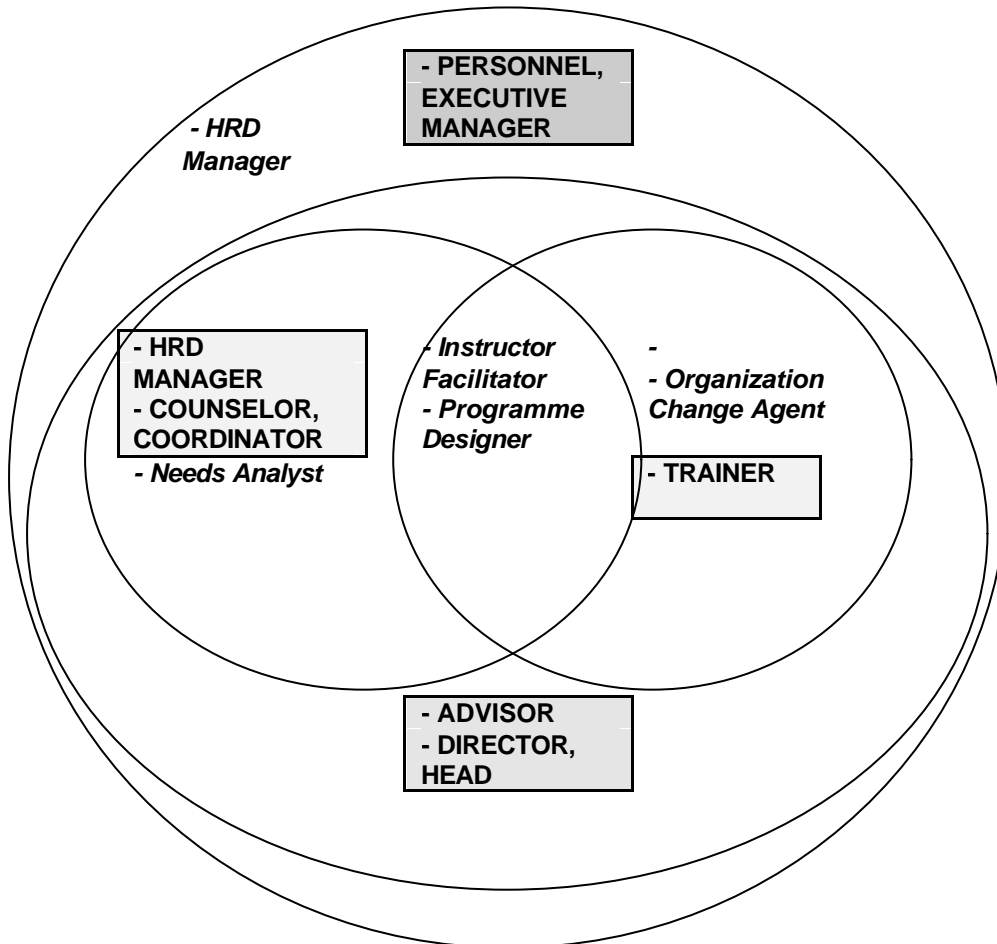 - PERSONNEL,
EXECUTIVE
MANAGER
- HRD
Manager
- HRD
MANAGER
- COUNSELOR,
COORDINATOR
- Needs Analyst
- Instructor
Facilitator
- Programme
Designer
-
- Organization
Change Agent
- TRAINER
- ADVISOR
- DIRECTOR,
HEAD